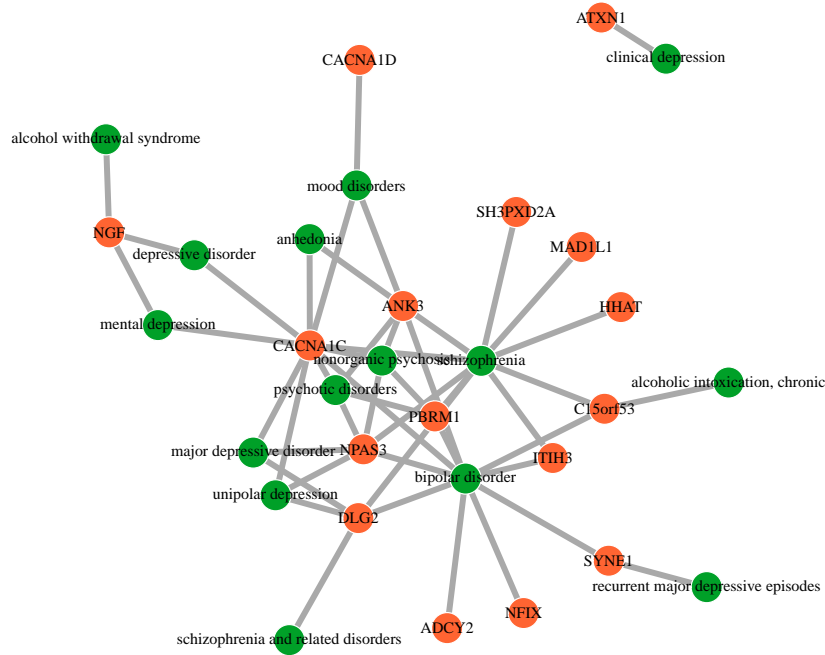 ATXN1
clinical depression
CACNA1D
alcohol withdrawal syndrome
mood disorders
SH3PXD2A
NGF
anhedonia
MAD1L1
depressive disorder
ANK3
HHAT
mental depression
CACNA1C
nonorganic psychosis
schizophrenia
psychotic disorders
alcoholic intoxication, chronic
PBRM1
C15orf53
major depressive disorder
NPAS3
ITIH3
bipolar disorder
unipolar depression
DLG2
SYNE1
recurrent major depressive episodes
NFIX
ADCY2
schizophrenia and related disorders